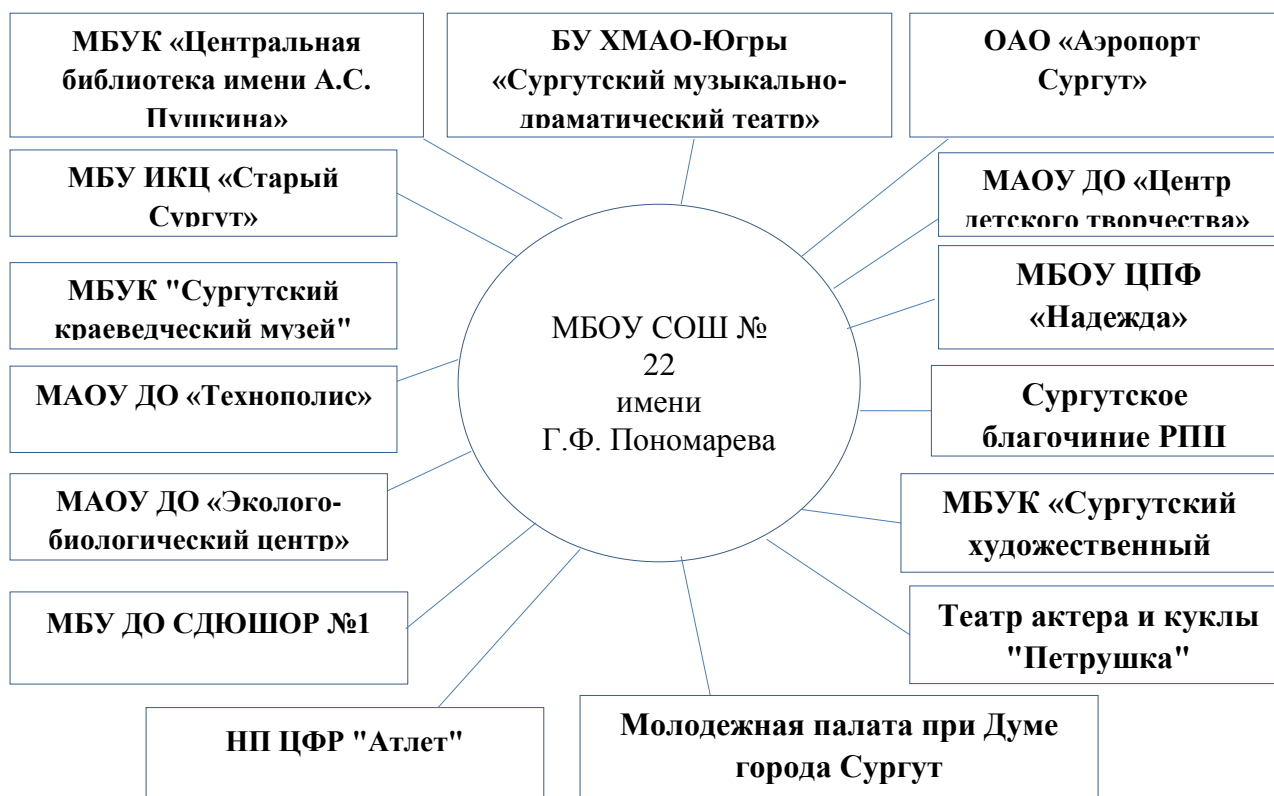 МБУК «Центральная
библиотека имени А.С.
Пушкина»
БУ ХМАО-Югры
«Сургутский музыкально-
драматический театр»
ОАО «Аэропорт
Сургут»
МБУ ИКЦ «Старый
Сургут»
МАОУ ДО «Центр
детского творчества»
МБУК "Сургутский
краеведческий музей"
МБОУ ЦПФ
«Надежда»
МБОУ СОШ №
22
имени
Г.Ф. Пономарева
МАОУ ДО «Технополис»
Сургутское
благочиние РПЦ
МАОУ ДО «Эколого-
биологический центр»
МБУК «Сургутский
художественный
МБУ ДО СДЮШОР №1
Театр актера и куклы
"Петрушка"
НП ЦФР "Атлет"
Молодежная палата при Думе
города Сургут